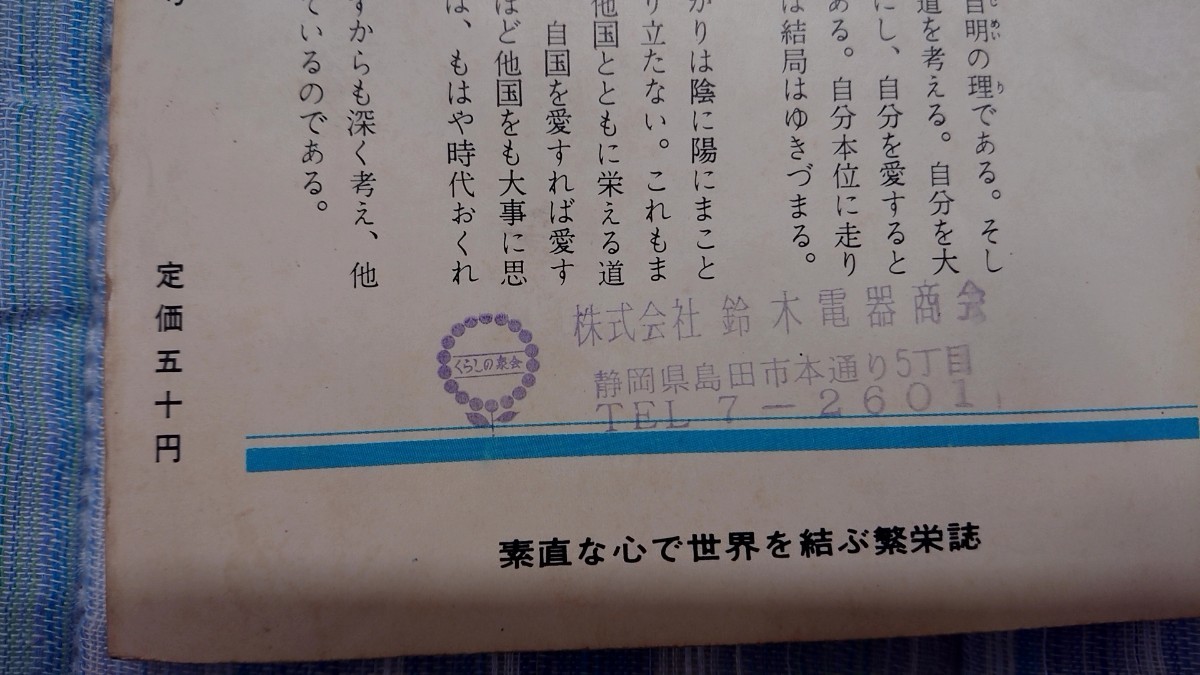 明の理である。そし
道を考える。自分を大
にし、自分を愛すると
ある。自分本位に走り
は結局はゆきづまる。
がりは陰に陽にまこと
り立たない。これもま
他国とともに栄える道
自国を愛すれば愛す
ほど他国をも大事に思
は、もはや時代おくれ
すからも深く考え、他
ているのである。
定価五十円
株式会社 鈴木電器商会
静岡県島田市本通り5丁目
TEL 7-2601
くらしの泉会
素直な心で世界を結ぶ繁栄誌